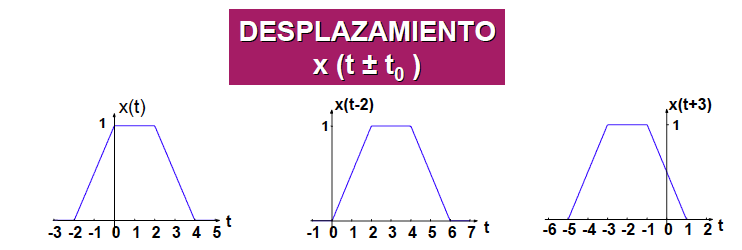 DESPLAZAMIENTO
x (t ± t₀ )
x(t)
1
-3 -2 -1 0 1 2 3 4 5 t
x(t-2)
1
-1 0 1 2 3 4 5 6 7 t
x(t+3)
1
-6 -5 -4 -3 -2 -1 0 1 2 t